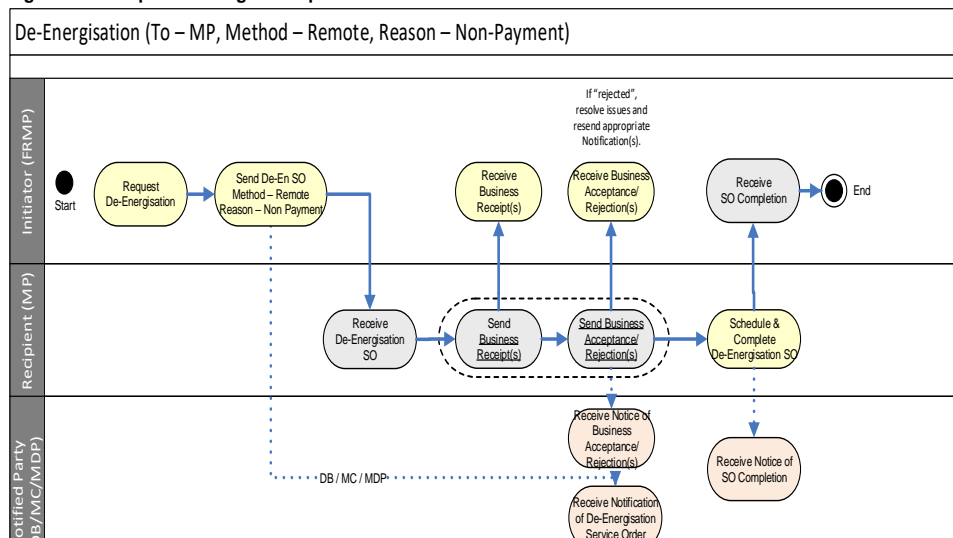 De-Energisation (To – MP, Method – Remote, Reason – Non-Payment)
Initiator (FRMP)
Start
Request
De-Energisation
Send De-En SO
Method – Remote
Reason – Non Payment
Receive
Business
Receipt(s)
If "rejected",
resolve issues and
resend appropriate
Notification(s).
Receive Business
Acceptance/
Rejection(s)
Receive
SO Completion
End
Recipient (MP)
Receive
De-Energisation
SO
Send
Business
Receipt(s)
Send Business
Acceptance/
Rejection(s)
Schedule &
Complete
De-Energisation SO
Party
/MC/MDP)
Receive Notice of
Business
Acceptance/
Rejection(s)
Receive Notice of
SO Completion
DB / MC / MDP
Receive Notification
of De-Energisation
Service Order